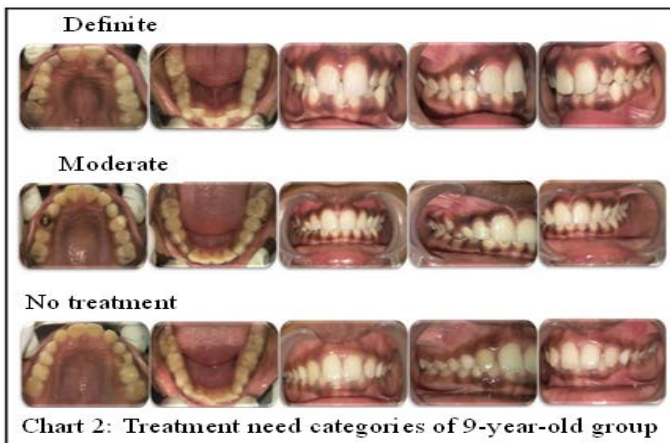 Definite
Moderate
No treatment
Chart 2: Treatment need categories of 9-year-old group